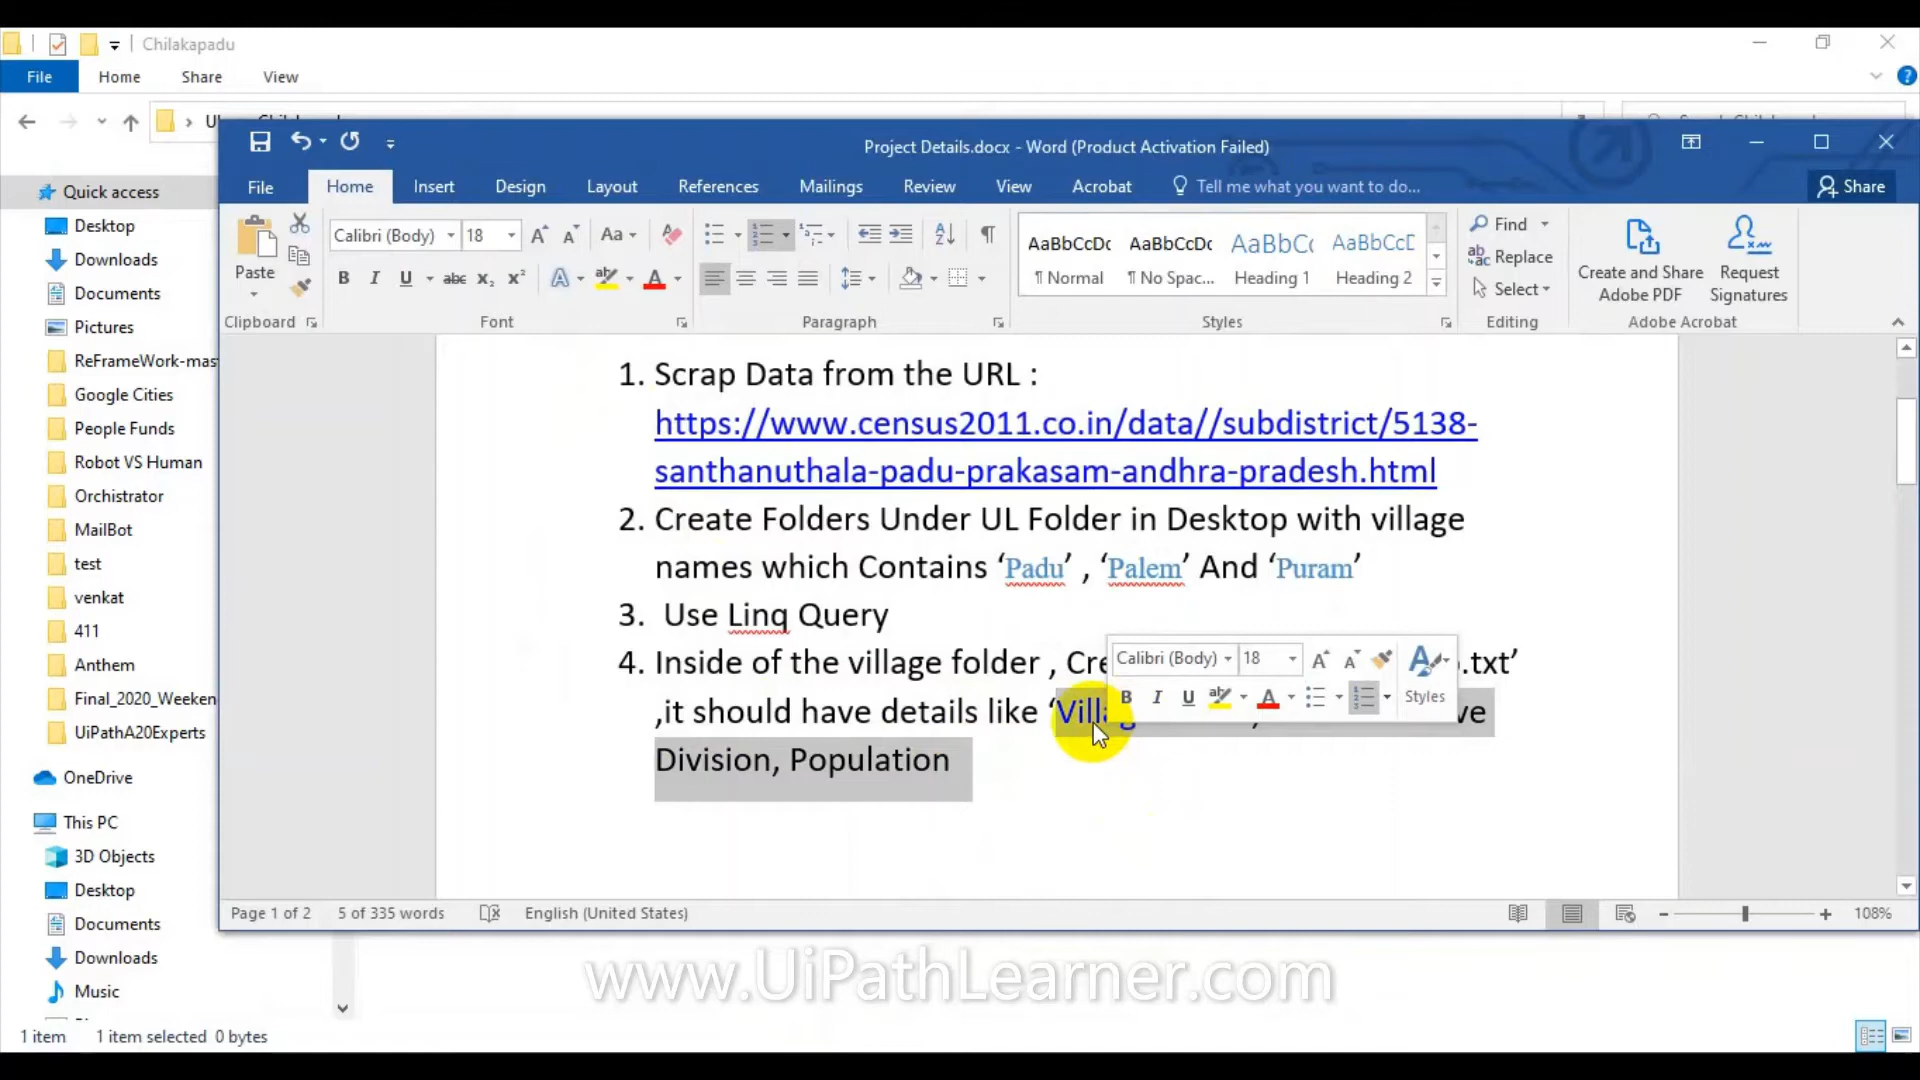 Chilakapadu
File Home Share View
Project Details.docx - Word (Product Activation Failed)
File Home Insert Design Layout References Mailings Review View Acrobat Tell me what you want to do... Share
Paste
Calibri (Body) 18
Aa
B I U abc x₂ x² A A
AaBbCcDc AaBbCcDc AaBbCc AaBbCcD
¶ Normal ¶ No Spac... Heading 1 Heading 2
Find
Replace
Select
Create and Share Adobe PDF
Request Signatures
Clipboard Font Paragraph Styles Editing Adobe Acrobat
Quick access
Desktop
Downloads
Documents
Pictures
ReFrameWork-mas
Google Cities
People Funds
Robot VS Human
Orchistrator
MailBot
test
venkat
411
Anthem
Final_2020_Weeken
UiPathA20Experts
OneDrive
This PC
3D Objects
Desktop
Documents
Downloads
Music
1. Scrap Data from the URL :
https://www.census2011.co.in/data//subdistrict/5138-
santhanuthala-padu-prakasam-andhra-pradesh.html
2. Create Folders Under UL Folder in Desktop with village
names which Contains ‘Padu’ , ‘Palem’ And ‘Puram’
3. Use Linq Query
4. Inside of the village folder , Cre .txt’
,it should have details like ‘Villag ve
Division, Population
Calibri (Body) 18
B I U A Styles
Page 1 of 2 5 of 335 words English (United States) 108%
www.UiPathLearner.com
1 item 1 item selected 0 bytes